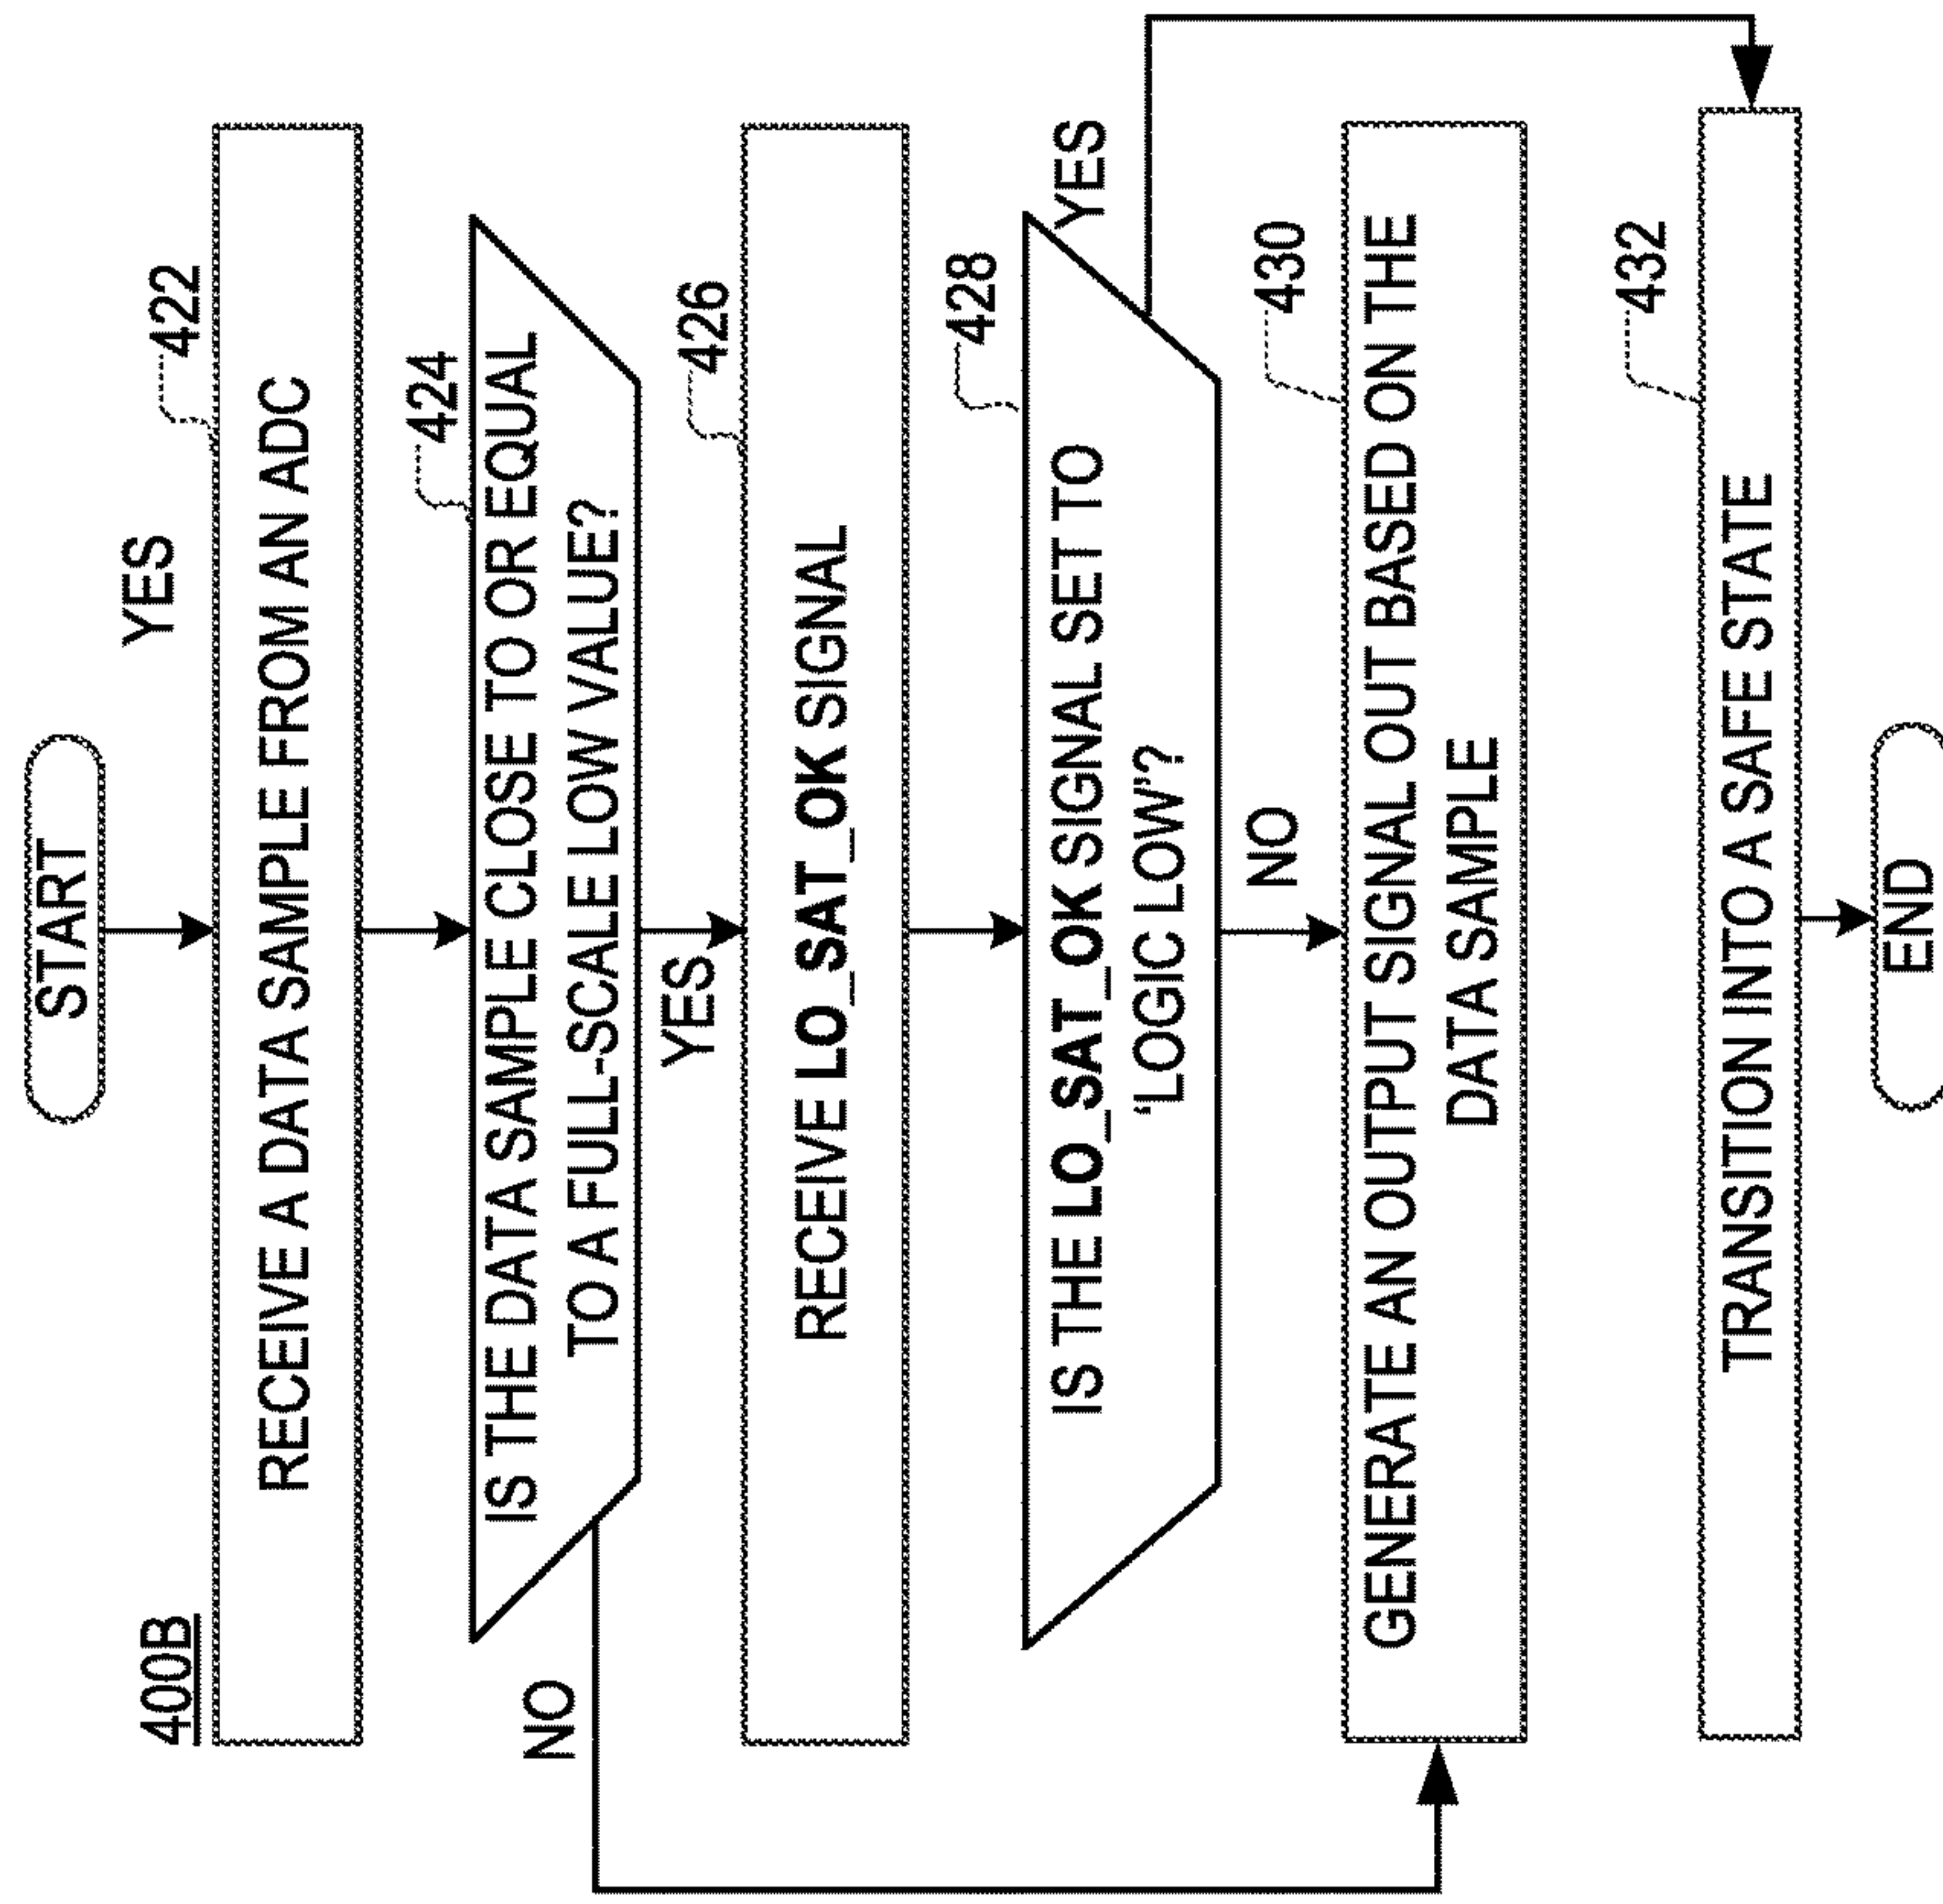 400B
START
YES
422
RECEIVE A DATA SAMPLE FROM AN ADC
424
IS THE DATA SAMPLE CLOSE TO OR EQUAL
TO A FULL-SCALE LOW VALUE?
NO
YES
426
RECEIVE LO_SAT_OK SIGNAL
428
IS THE LO_SAT_OK SIGNAL SET TO
'LOGIC LOW'?
YES
NO
430
GENERATE AN OUTPUT SIGNAL OUT BASED ON THE
DATA SAMPLE
432
TRANSITION INTO A SAFE STATE
END